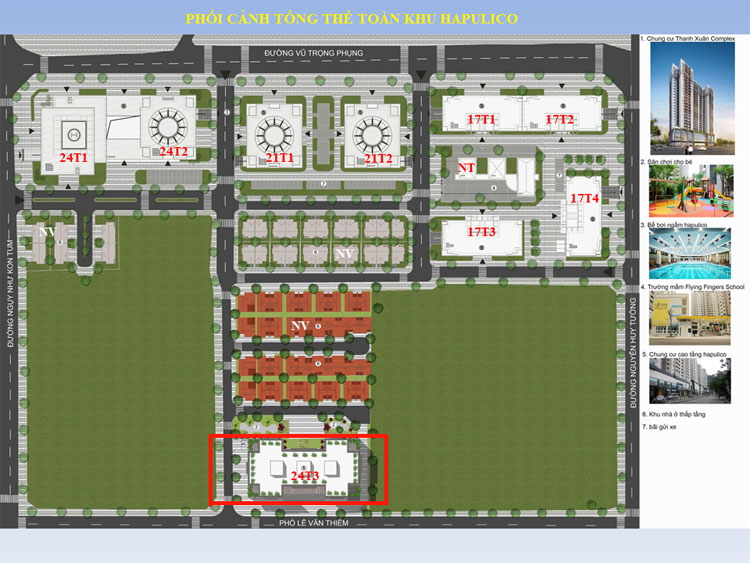 PHỐI CẢNH TỔNG THỂ TOÀN KHU HAPULICO
ĐƯỜNG VŨ TRỌNG PHỤNG
24T1
24T2
21T1
21T2
17T1
17T2
NT
17T4
17T3
NV
NV
NV
24T3
ĐƯỜNG NGUỴ NHƯ KON TUM
ĐƯỜNG NGUYỄN HUY TƯỞNG
PHỐ LÊ VĂN THIÊM
1. Chung cư Thanh Xuân Complex
2. Sân chơi cho bé
3. Bể bơi ngầm hapulico
4. Trường mầm Flying Fingers School
5. Chung cư cao tầng hapulico
6. Khu nhà ở thấp tầng
7. bãi gửi xe